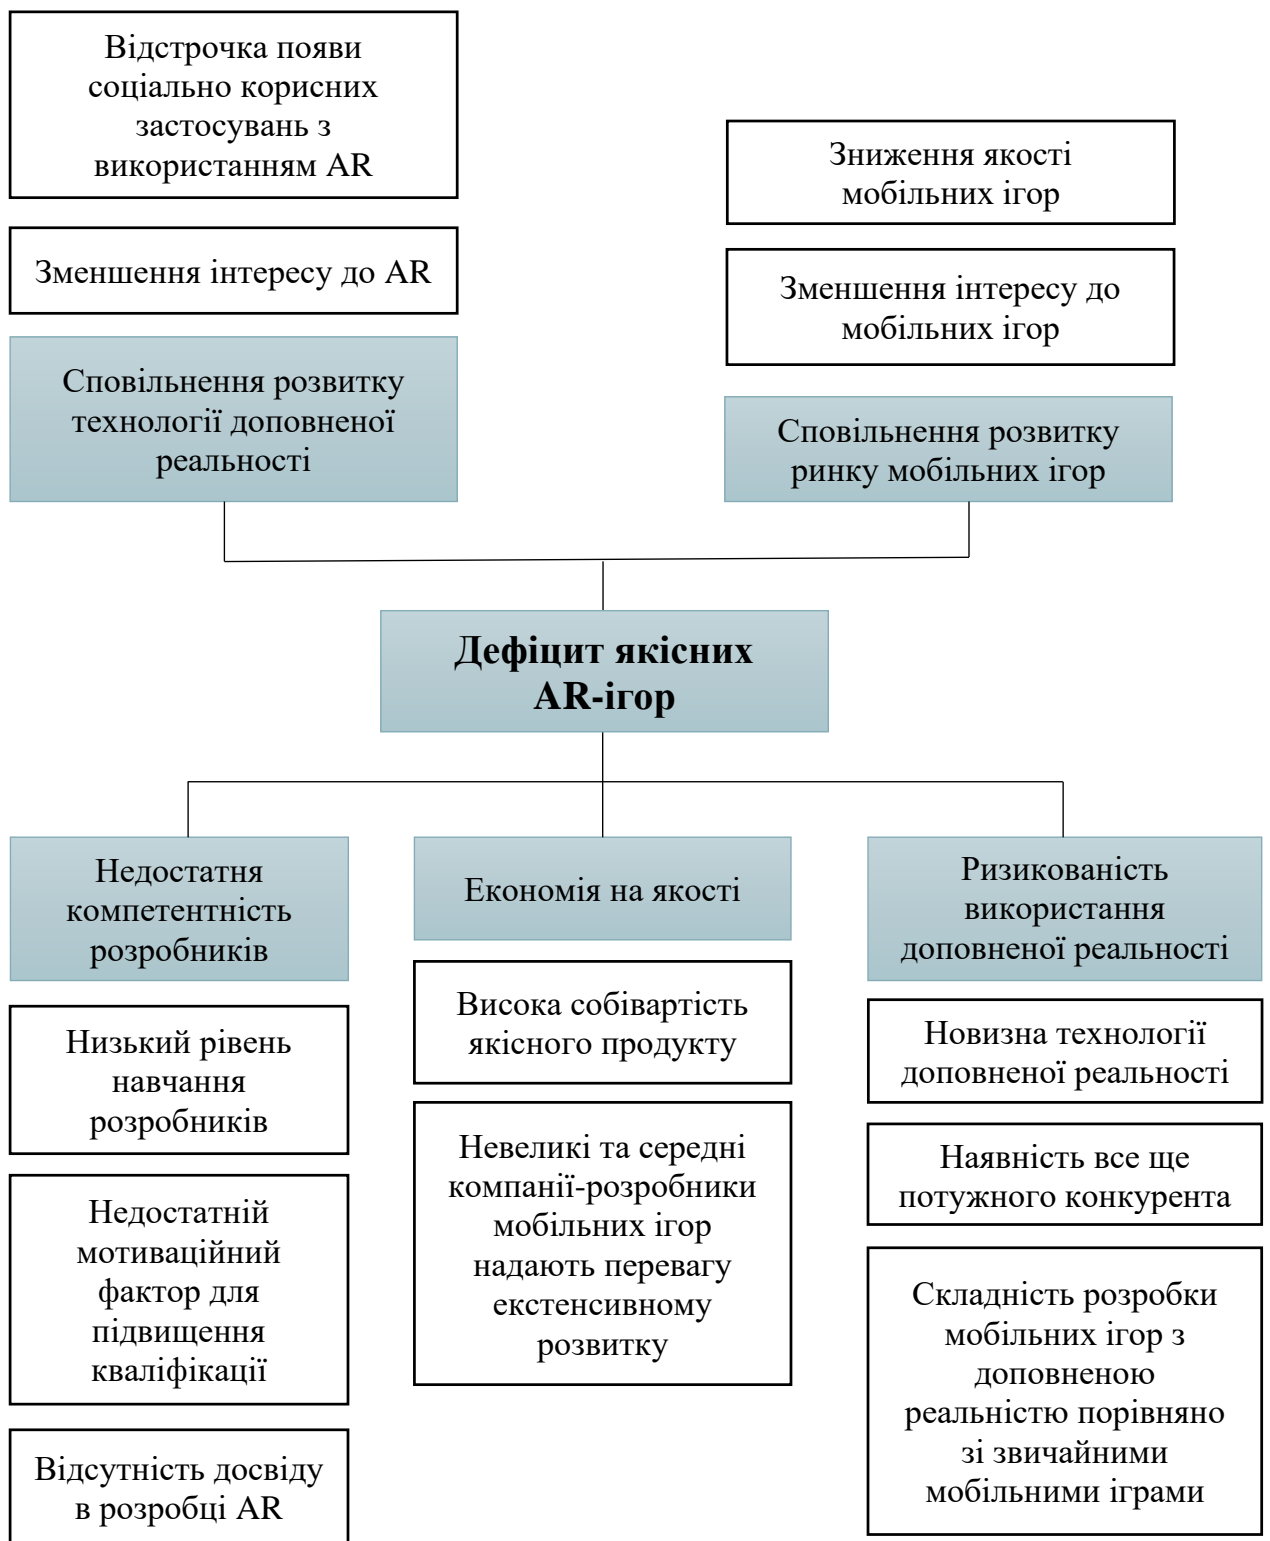 Відстрочка появи
соціально корисних
застосувань з
використанням AR
Зменшення інтересу до AR
Сповільнення розвитку
технології доповненої
реальності
Зниження якості
мобільних ігор
Зменшення інтересу до
мобільних ігор
Сповільнення розвитку
ринку мобільних ігор
Дефіцит якісних
AR-ігор
Недостатня
компетентність
розробників
Низький рівень
навчання
розробників
Недостатній
мотиваційний
фактор для
підвищення
кваліфікації
Відсутність досвіду
в розробці AR
Економія на якості
Висока собівартість
якісного продукту
Невеликі та середні
компанії-розробники
мобільних ігор
надають перевагу
екстенсивному
розвитку
Ризикованість
використання
доповненої реальності
Новизна технології
доповненої реальності
Наявність все ще
потужного конкурента
Складність розробки
мобільних ігор з
доповненою
реальністю порівняно
зі звичайними
мобільними іграми